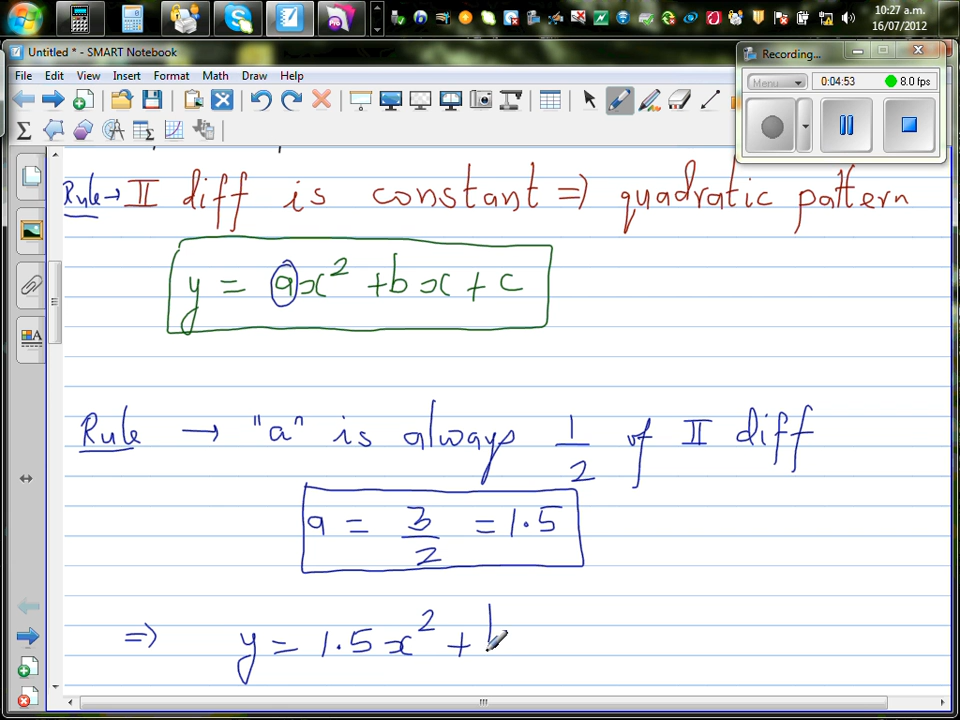 10:27 a.m.
16/07/2012
Untitled * - SMART Notebook
File Edit View Insert Format Math Draw Help
Recording...
Menu 0:04:53 8.0 fps
Rule → II diff is constant ⇒ quadratic pattern
y = ax² + bx + c
Rule → "a" is always 1/2 of II diff
a = 3/2 = 1.5
⇒ y = 1.5x² + b